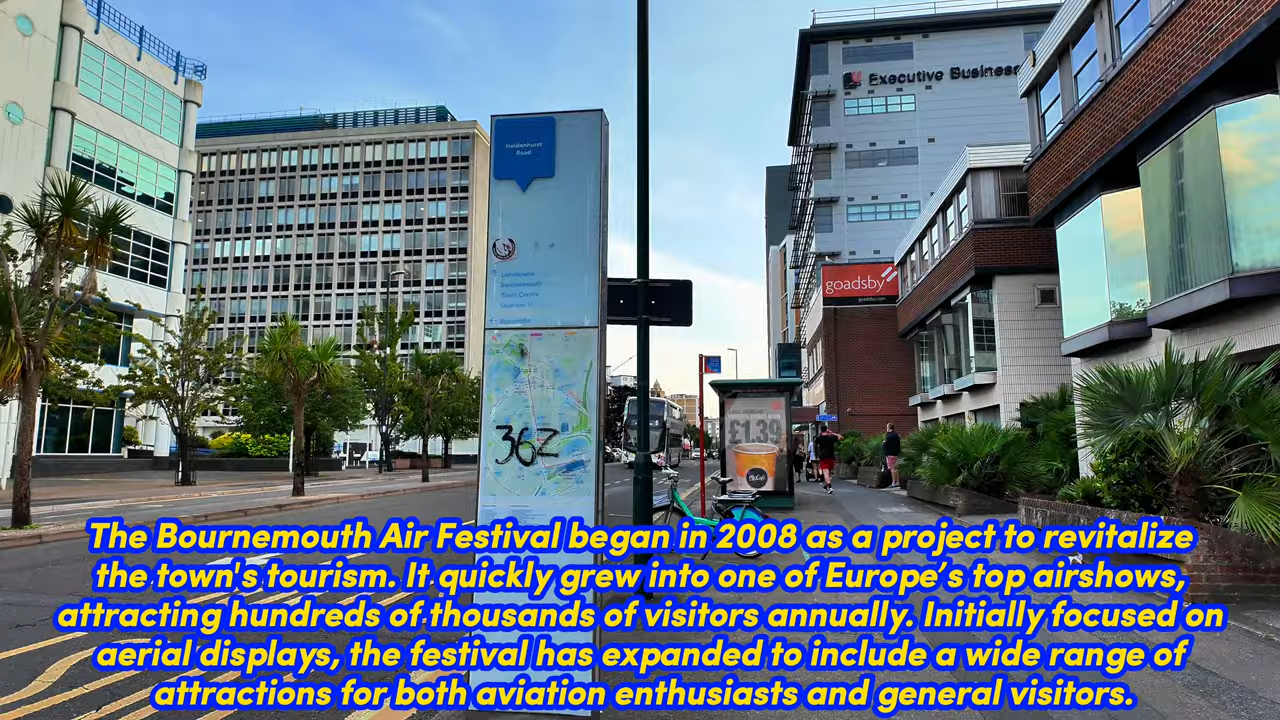 Executive Business
Holdenhurst
Road
Lansdowne
Bournemouth
Town Centre
goadsby
goadsby.com
£1.39
McCafé
362
The Bournemouth Air Festival began in 2008 as a project to revitalize
the town's tourism. It quickly grew into one of Europe’s top airshows,
attracting hundreds of thousands of visitors annually. Initially focused on
aerial displays, the festival has expanded to include a wide range of
attractions for both aviation enthusiasts and general visitors.